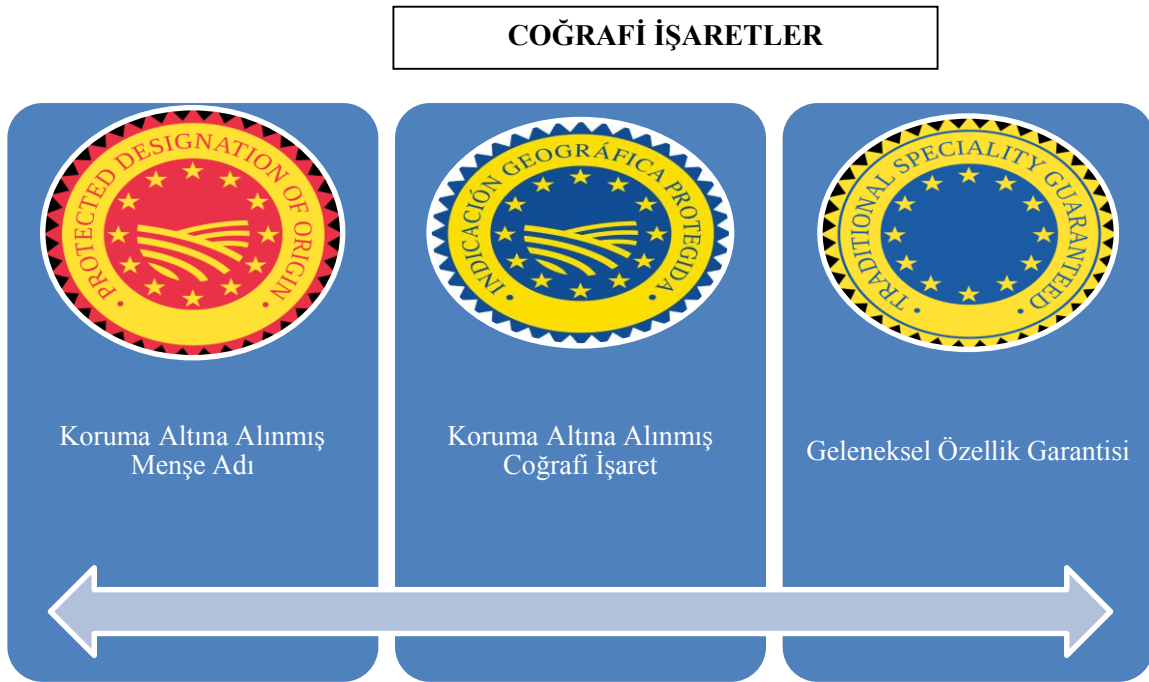 COĞRAFİ İŞARETLER
• PROTECTED DESIGNATION OF ORIGIN •
Koruma Altına Alınmış
Menşe Adı
• INDICACIÓN GEOGRÁFICA PROTEGIDA •
Koruma Altına Alınmış
Coğrafi İşaret
• TRADITIONAL SPECIALITY GUARANTEED •
Geleneksel Özellik Garantisi